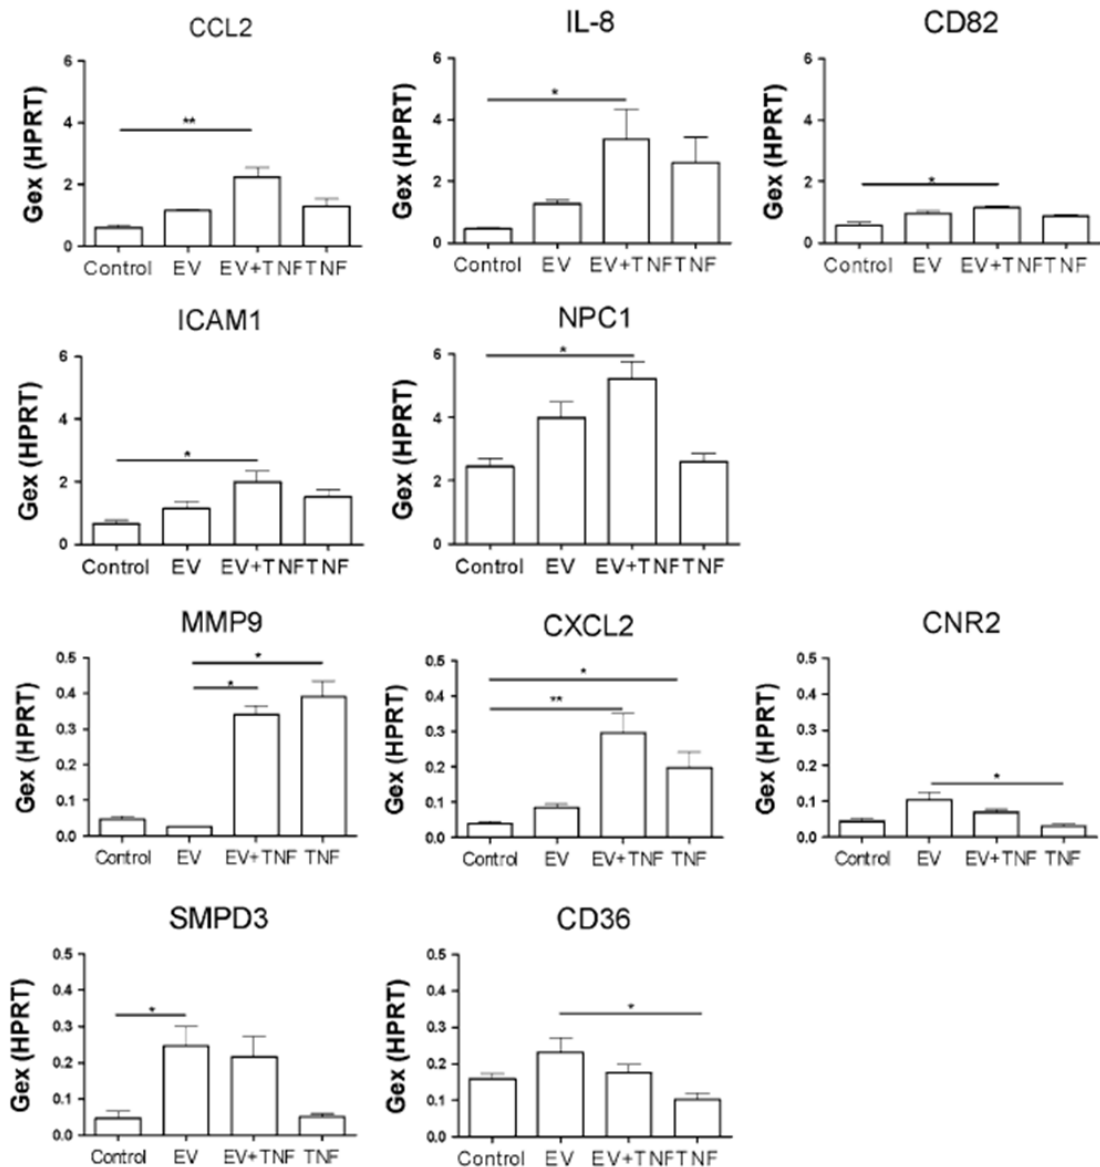 CCL2
IL-8
CD82
Gex (HPRT)
6
4
2
0
**
Control EV EV+TNF TNF
Gex (HPRT)
6
4
2
0
*
Control EV EV+TNF TNF
Gex (HPRT)
6
4
2
0
*
Control EV EV+TNF TNF
ICAM1
NPC1
Gex (HPRT)
6
4
2
0
*
Control EV EV+TNF TNF
Gex (HPRT)
6
4
2
0
*
Control EV EV+TNF TNF
MMP9
CXCL2
CNR2
Gex (HPRT)
0.5
0.4
0.3
0.2
0.1
0.0
*
*
Control EV EV+TNF TNF
Gex (HPRT)
0.5
0.4
0.3
0.2
0.1
0.0
*
**
Control EV EV+TNF TNF
Gex (HPRT)
0.5
0.4
0.3
0.2
0.1
0.0
*
Control EV EV+TNF TNF
SMPD3
CD36
Gex (HPRT)
0.5
0.4
0.3
0.2
0.1
0.0
*
Control EV EV+TNF TNF
Gex (HPRT)
0.5
0.4
0.3
0.2
0.1
0.0
*
Control EV EV+TNF TNF